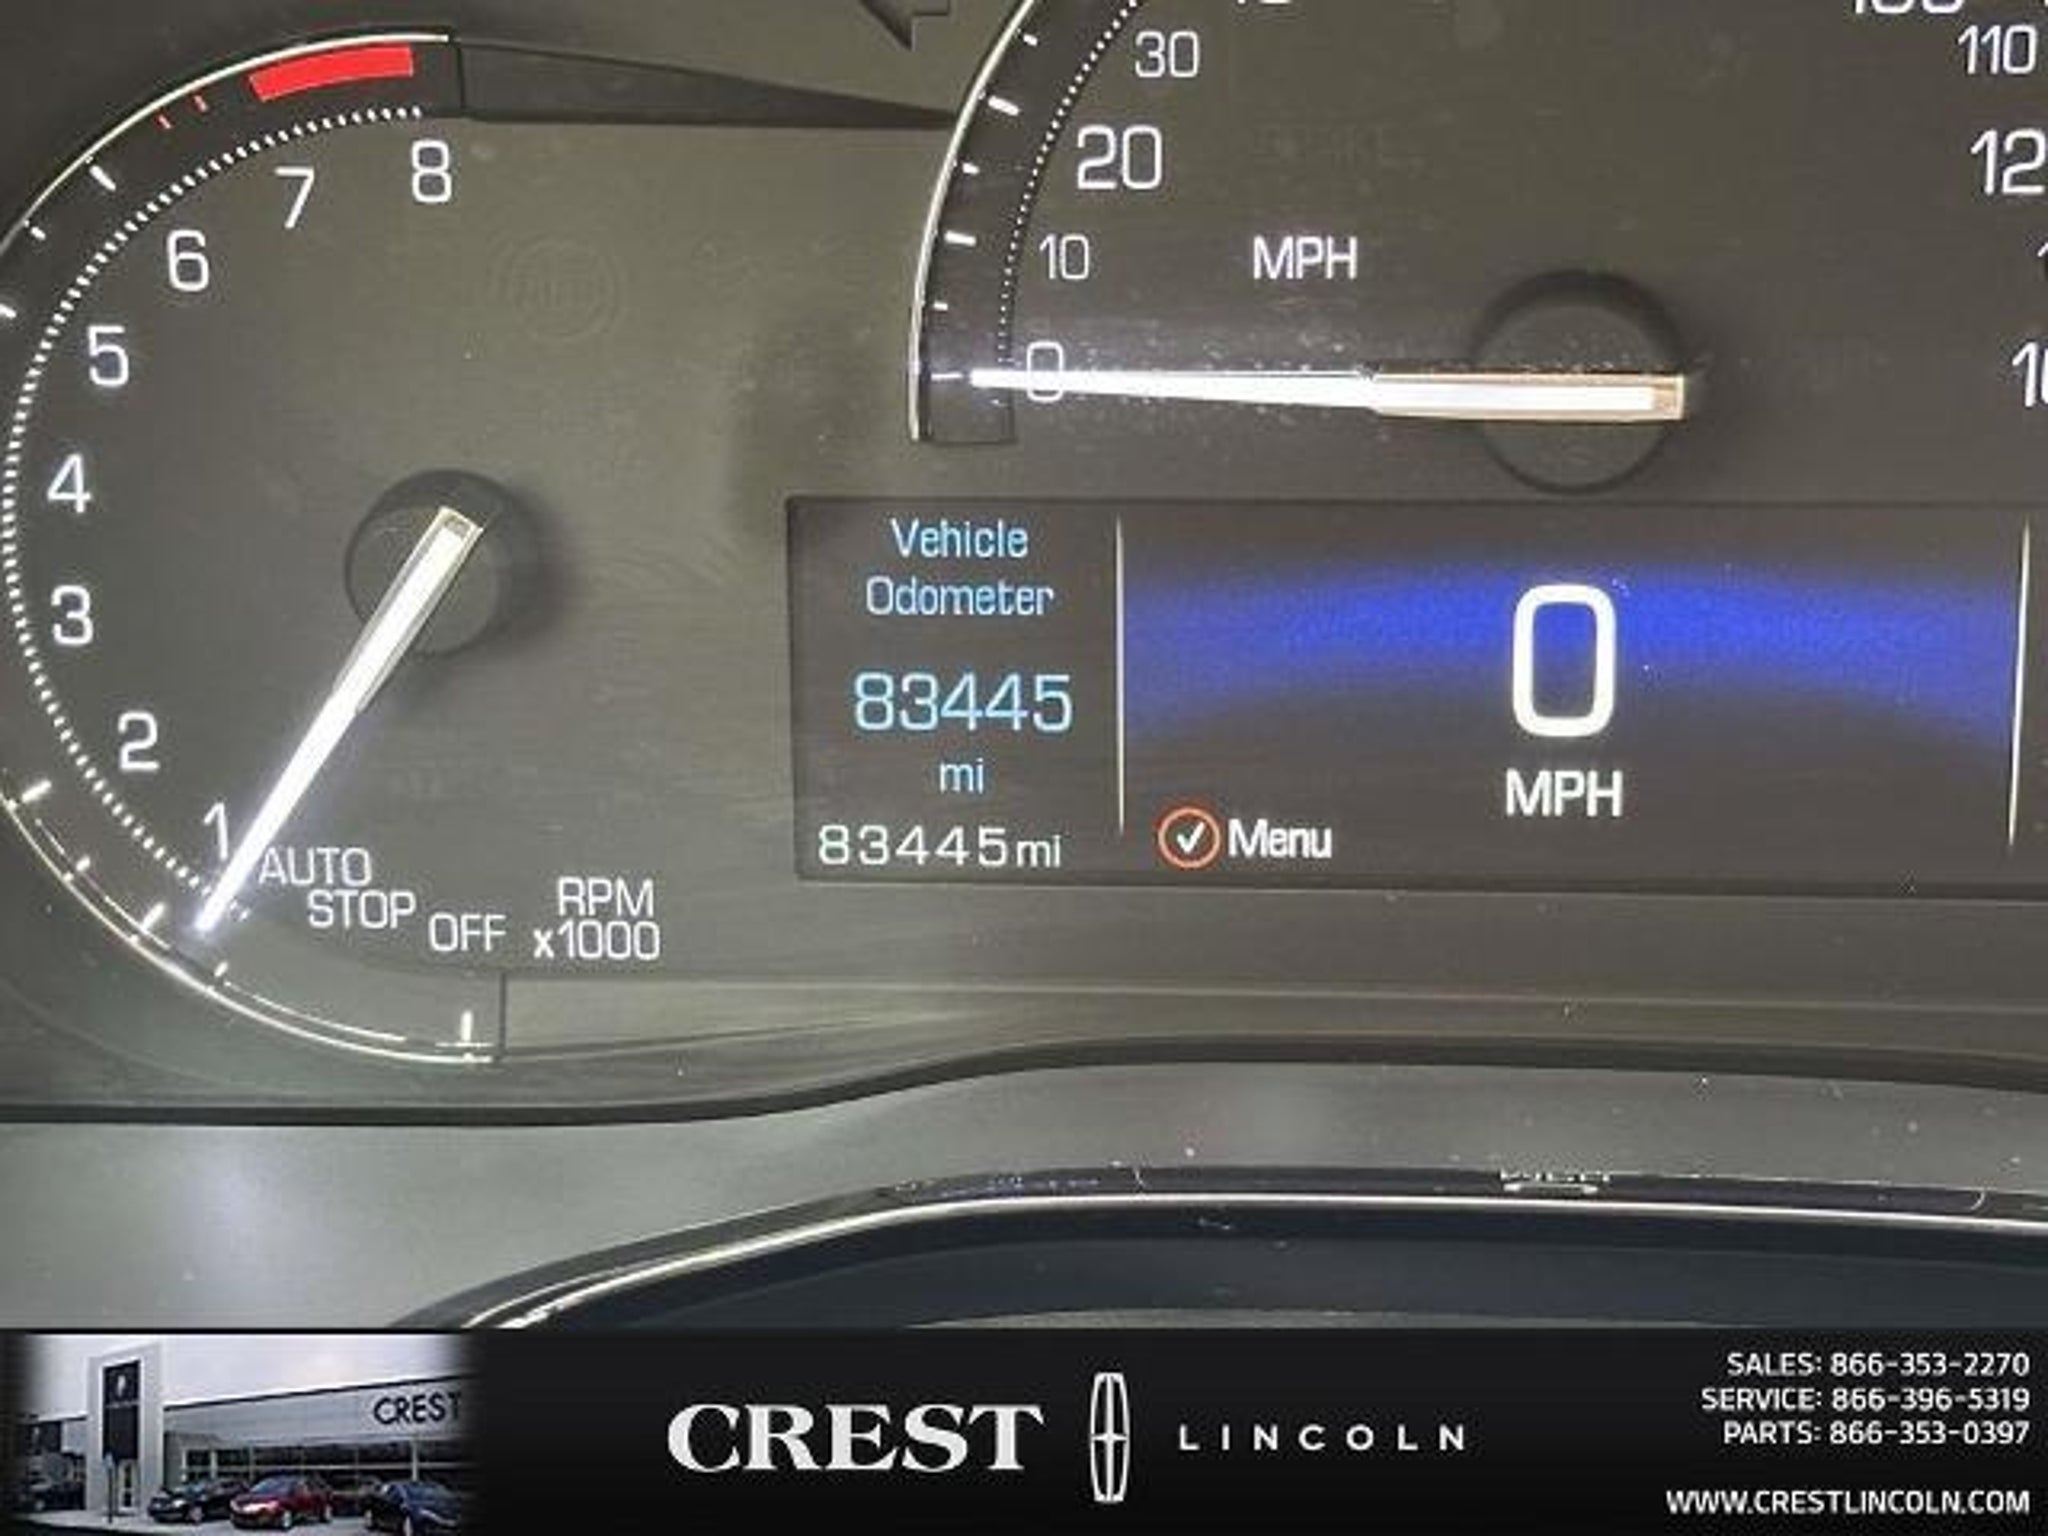 8
7
6
5
4
3
2
1
AUTO
STOP
OFF
RPM
x1000
30
20
10
0
MPH
110
Vehicle
Odometer
83445
mi
83445mi
0
MPH
Menu
CREST
CREST LINCOLN
SALES: 866-353-2270
SERVICE: 866-396-5319
PARTS: 866-353-0397
WWW.CRESTLINCOLN.COM